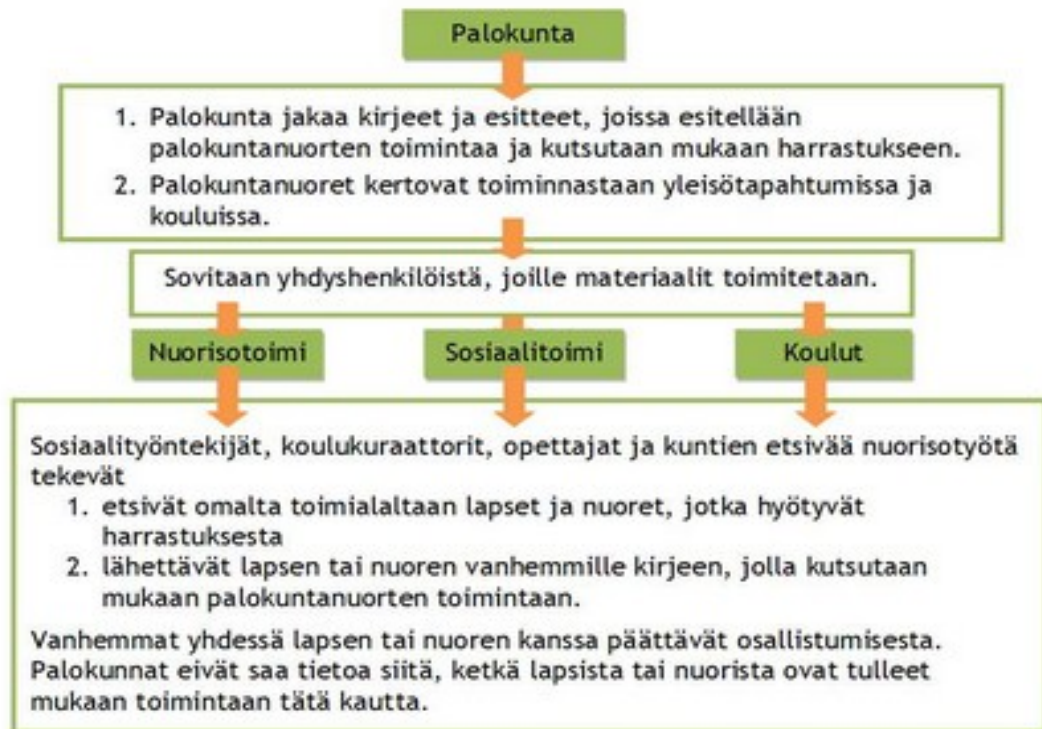 Palokunta
1. Palokunta jakaa kirjeet ja esitteet, joissa esitellään
palokuntanuorten toimintaa ja kutsutaan mukaan harrastukseen.
2. Palokuntanuoret kertovat toiminnastaan yleisötapahtumissa ja
kouluissa.
Sovitaan yhdyshenkilöistä, joille materiaalit toimitetaan.
Nuorisotoimi
Sosiaalitoimi
Koulut
Sosiaalityöntekijät, koulukuraattorit, opettajat ja kuntien etsivää nuorisotyötä
tekevät
1. etsivät omalta toimialaltaan lapset ja nuoret, jotka hyötyvät
harrastuksesta
2. lähettävät lapsen tai nuoren vanhemmille kirjeen, jolla kutsutaan
mukaan palokuntanuorten toimintaan.
Vanhemmat yhdessä lapsen tai nuoren kanssa päättävät osallistumisesta.
Palokunnat eivät saa tietoa siitä, ketkä lapsista tai nuorista ovat tulleet
mukaan toimintaan tätä kautta.